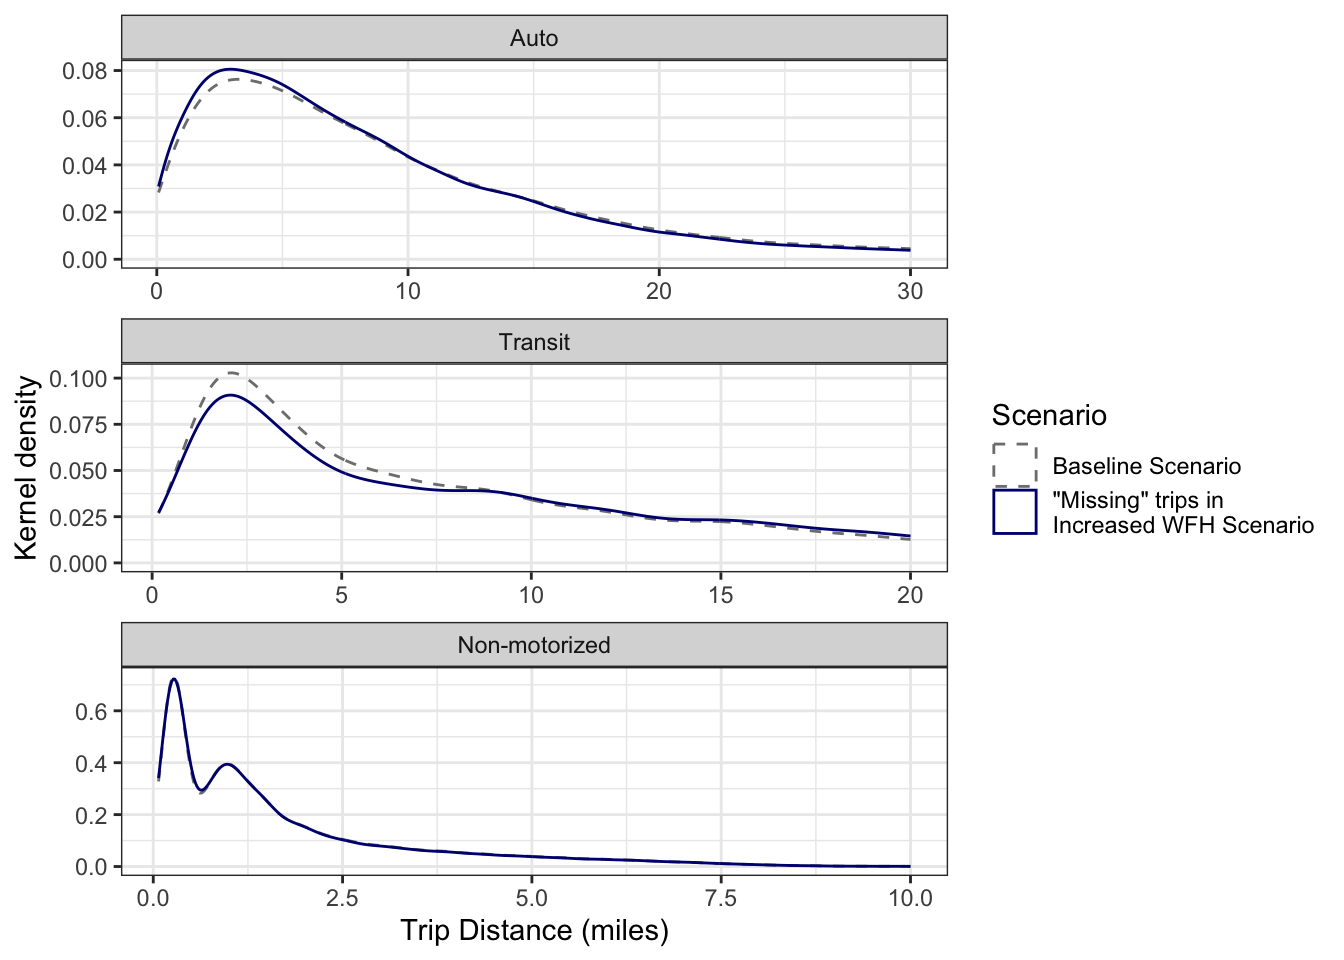 Auto
0.08
0.06
0.04
0.02
0.00
0 10 20 30
Transit
0.100
0.075
0.050
0.025
0.000
0 5 10 15 20
Non-motorized
0.6
0.4
0.2
0.0
0.0 2.5 5.0 7.5 10.0
Trip Distance (miles)
Kernel density
Scenario
Baseline Scenario
"Missing" trips in
Increased WFH Scenario